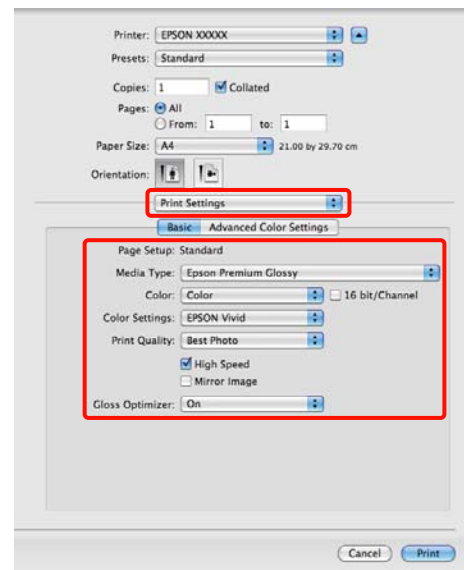 Printer: EPSON XXXXX
Presets: Standard
Copies: 1 Collated
Pages: All
From: 1 to: 1
Paper Size: A4 21.00 by 29.70 cm
Orientation:
Print Settings
Basic Advanced Color Settings
Page Setup: Standard
Media Type: Epson Premium Glossy
Color: Color 16 bit/Channel
Color Settings: EPSON Vivid
Print Quality: Best Photo
High Speed
Mirror Image
Gloss Optimizer: On
Cancel Print